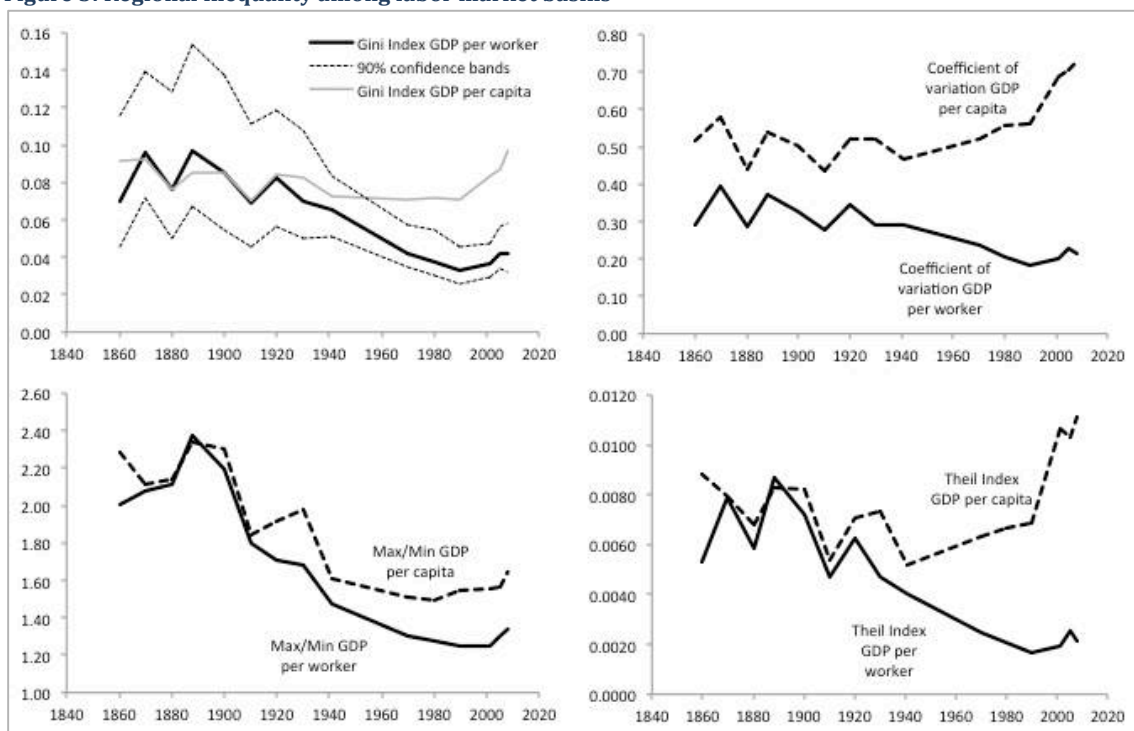 Figure Regional inequality among labor market basins
0.16
0.14
0.12
0.10
0.08
0.06
0.04
0.02
0.00
1840 1860 1880 1900 1920 1940 1960 1980 2000 2020
Gini Index GDP per worker
90% confidence bands
Gini Index GDP per capita
0.80
0.70
0.60
0.50
0.40
0.30
0.20
0.10
0.00
1840 1860 1880 1900 1920 1940 1960 1980 2000 2020
Coefficient of
variation GDP
per capita
Coefficient of
variation GDP
per worker
2.60
2.40
2.20
2.00
1.80
1.60
1.40
1.20
1.00
1840 1860 1880 1900 1920 1940 1960 1980 2000 2020
Max/Min GDP
per capita
Max/Min GDP
per worker
0.0120
0.0100
0.0080
0.0060
0.0040
0.0020
0.0000
1840 1860 1880 1900 1920 1940 1960 1980 2000 2020
Theil Index
GDP per capita
Theil Index
GDP per
worker